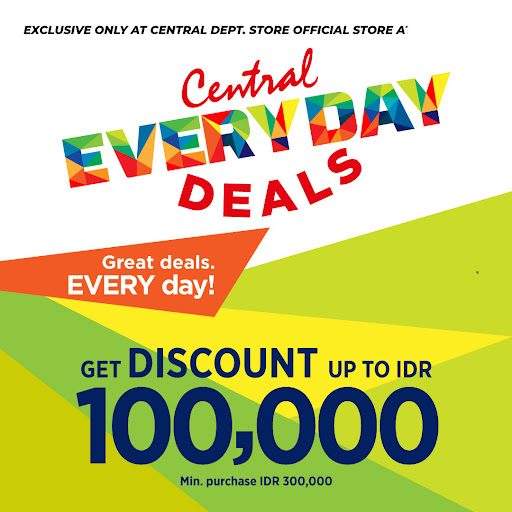 EXCLUSIVE ONLY AT CENTRAL DEPT. STORE OFFICIAL STORE A*
Central
EVERYDAY
DEALS
Great deals.
EVERY day!
GET DISCOUNT UP TO IDR
100,000
Min. purchase IDR 300,000